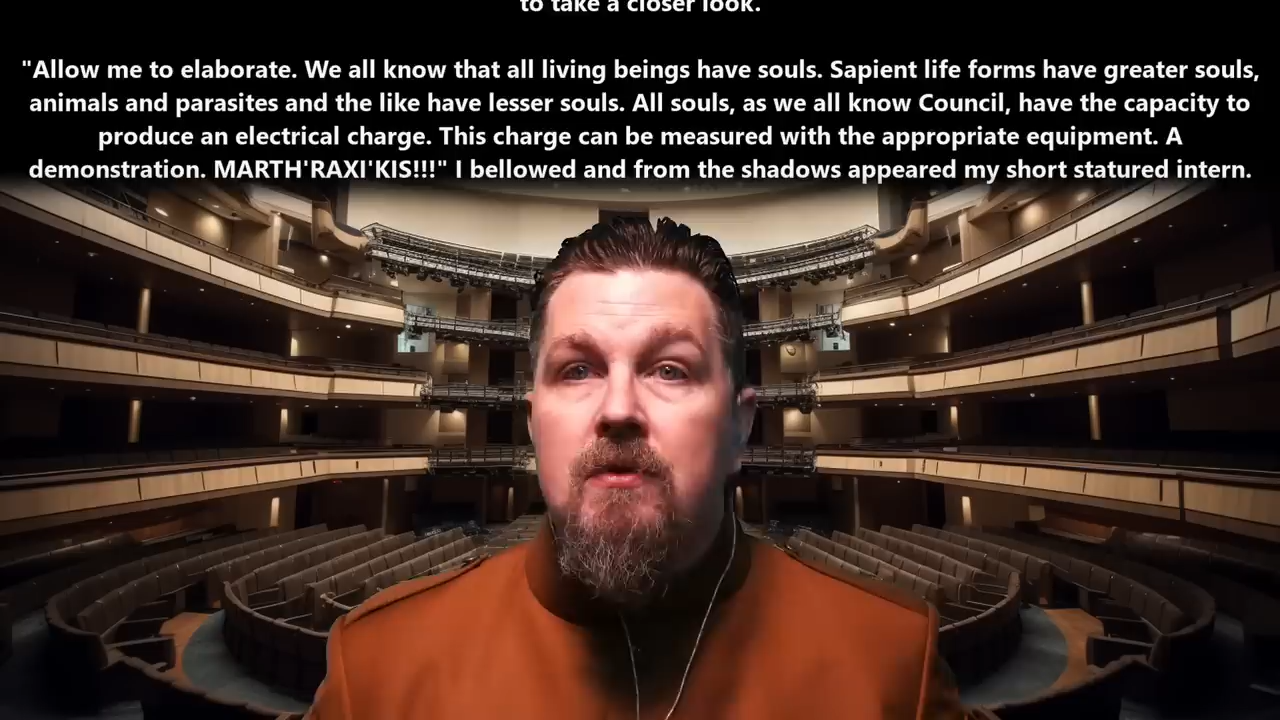 to take a closer look.
"Allow me to elaborate. We all know that all living beings have souls. Sapient life forms have greater souls,
animals and parasites and the like have lesser souls. All souls, as we all know Council, have the capacity to
produce an electrical charge. This charge can be measured with the appropriate equipment. A
demonstration. MARTH'RAXI'KIS!!!" I bellowed and from the shadows appeared my short statured intern.